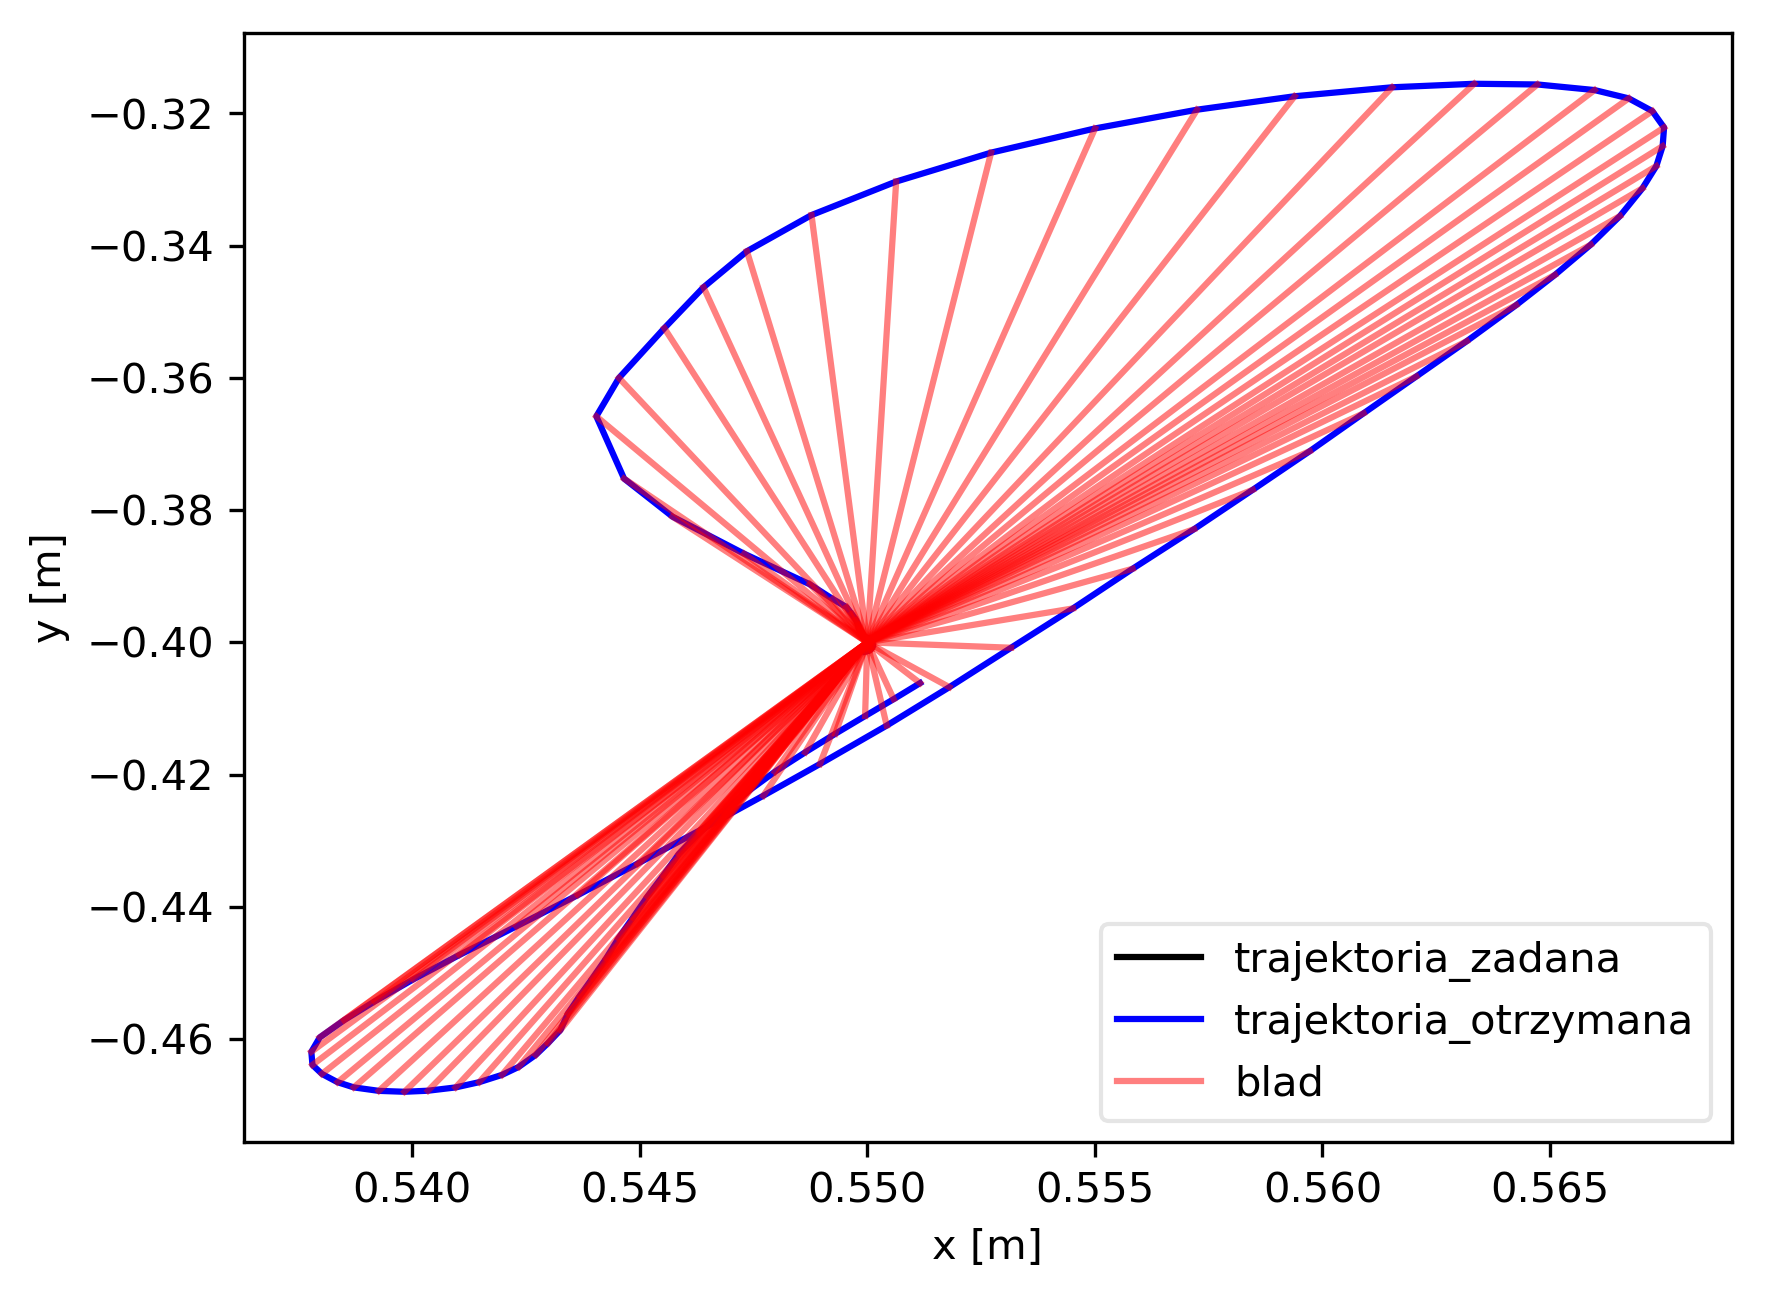 −0.32
−0.34
−0.36
−0.38
−0.40
−0.42
−0.44
−0.46
y [m]
0.540 0.545 0.550 0.555 0.560 0.565
x [m]
trajektoria_zadana
trajektoria_otrzymana
blad